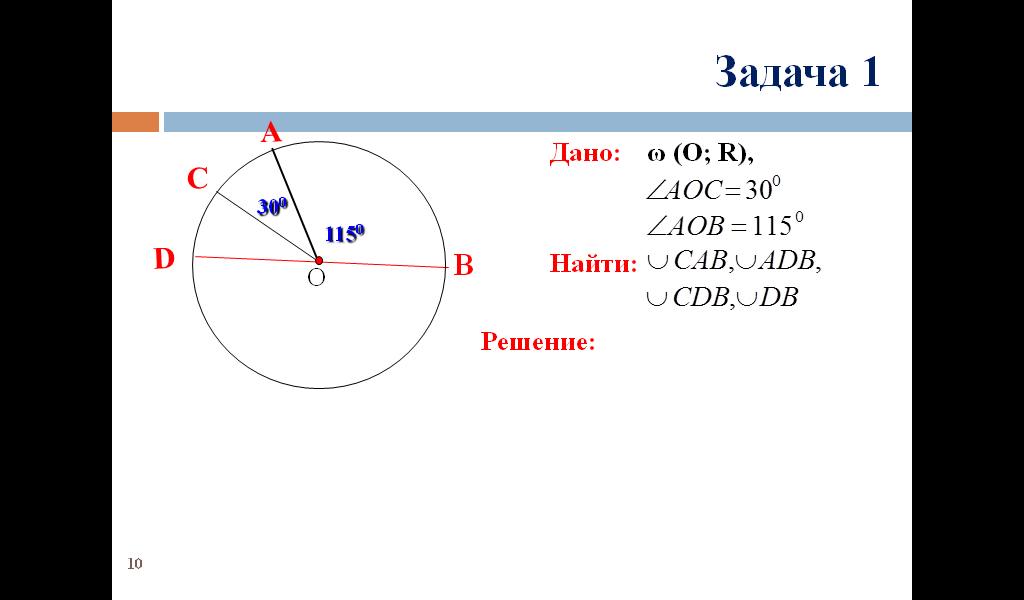 Задача 1
A
C
30⁰
115⁰
D
B
O
Дано: ω (O; R),
∠AOC = 30⁰
∠AOB = 115⁰
Найти: ◡ CAB, ◡ ADB,
◡ CDB, ◡ DB
Решение:
10